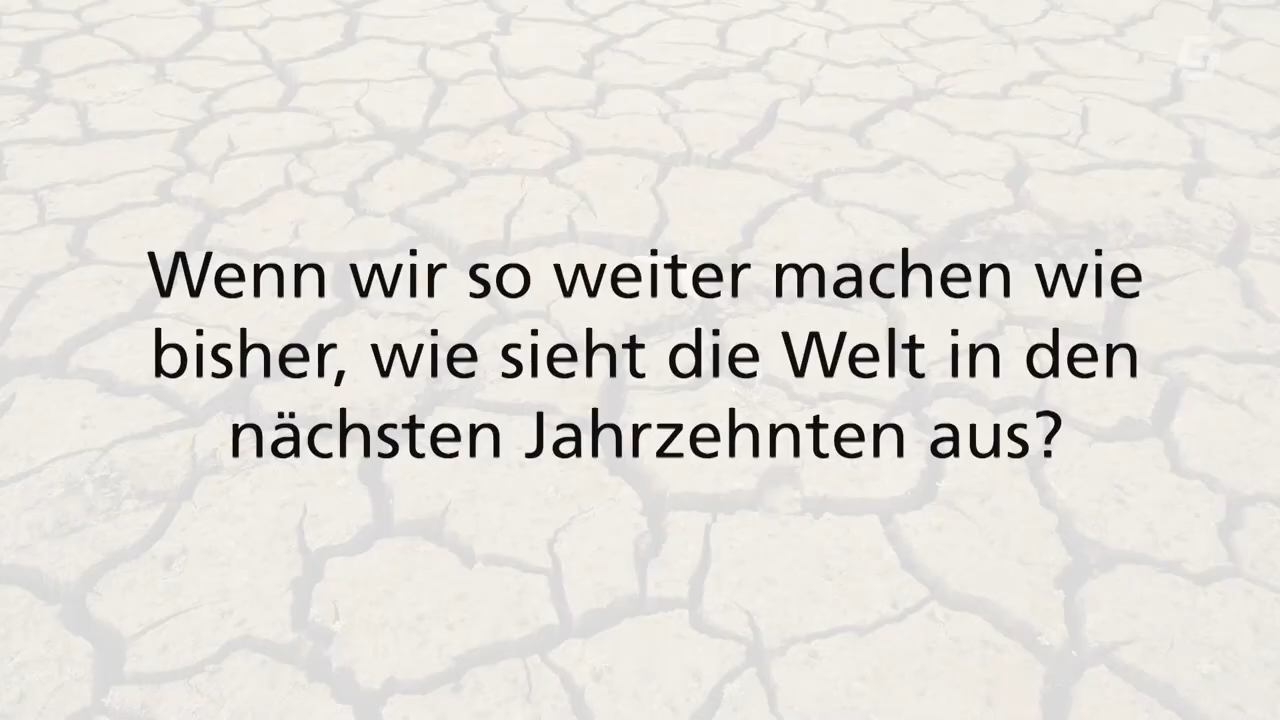 Wenn wir so weiter machen wie
bisher, wie sieht die Welt in den
nächsten Jahrzehnten aus?